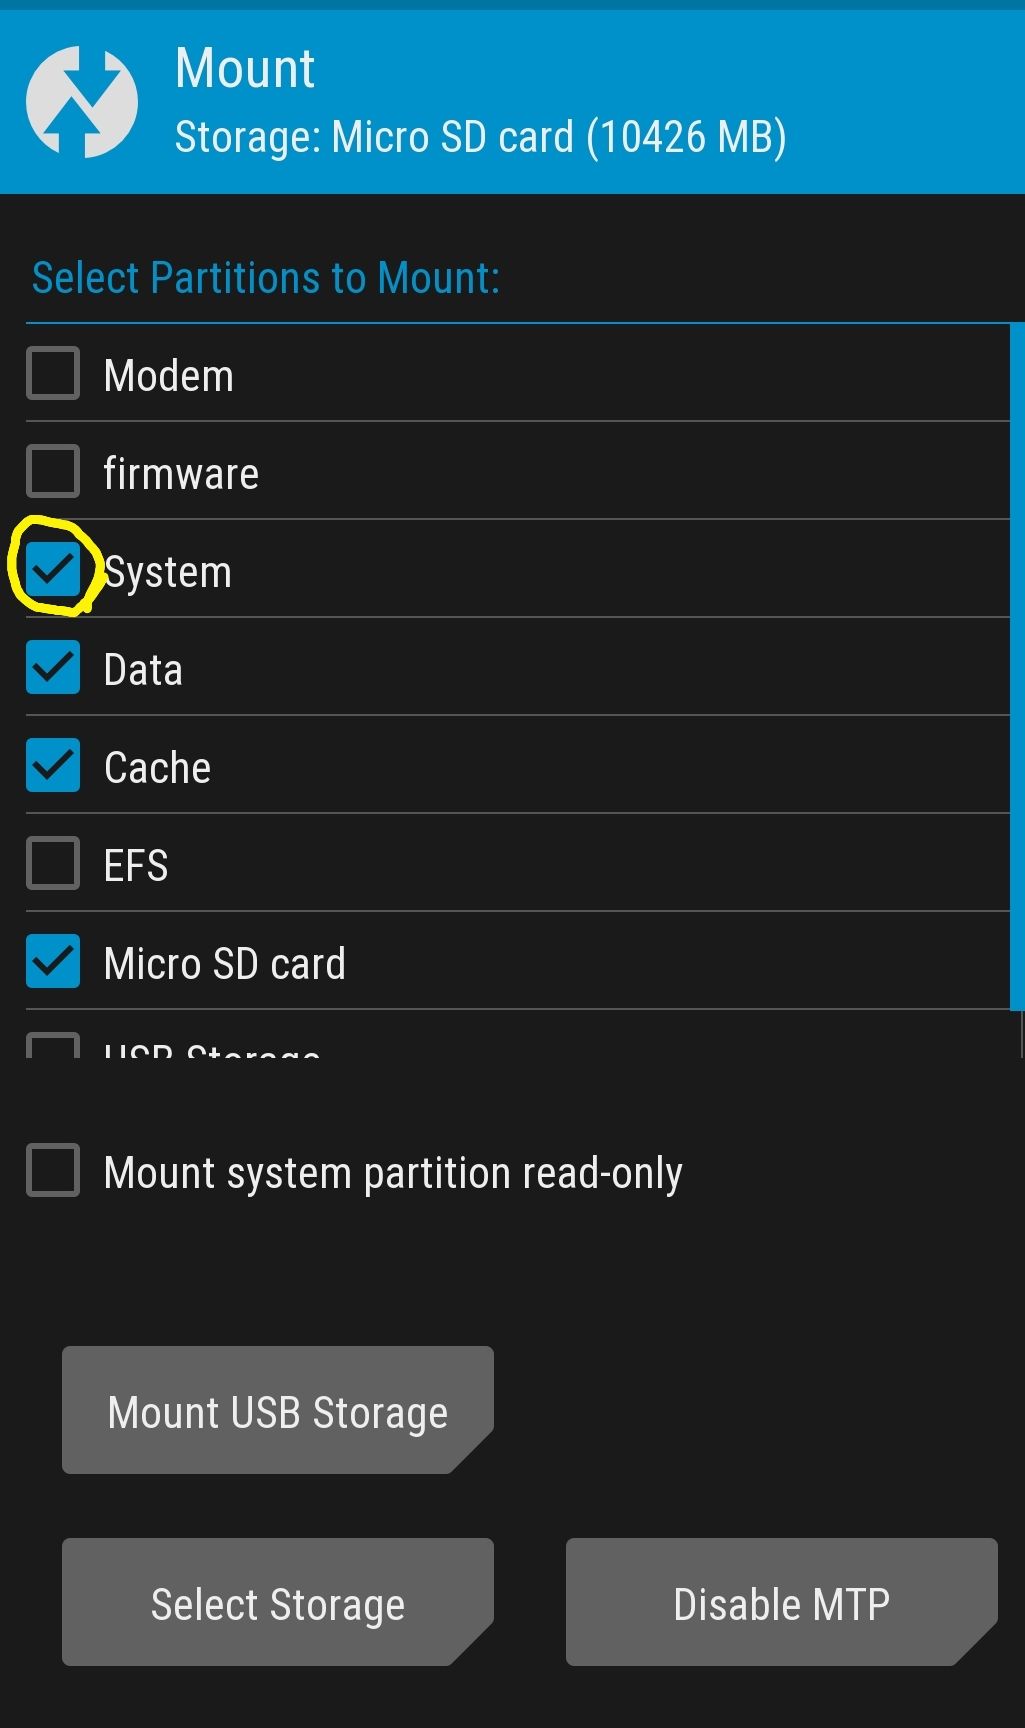 Mount
Storage: Micro SD card (10426 MB)
Select Partitions to Mount:
Modem
firmware
System
Data
Cache
EFS
Micro SD card
USB Storage
Mount system partition read-only
Mount USB Storage
Select Storage
Disable MTP